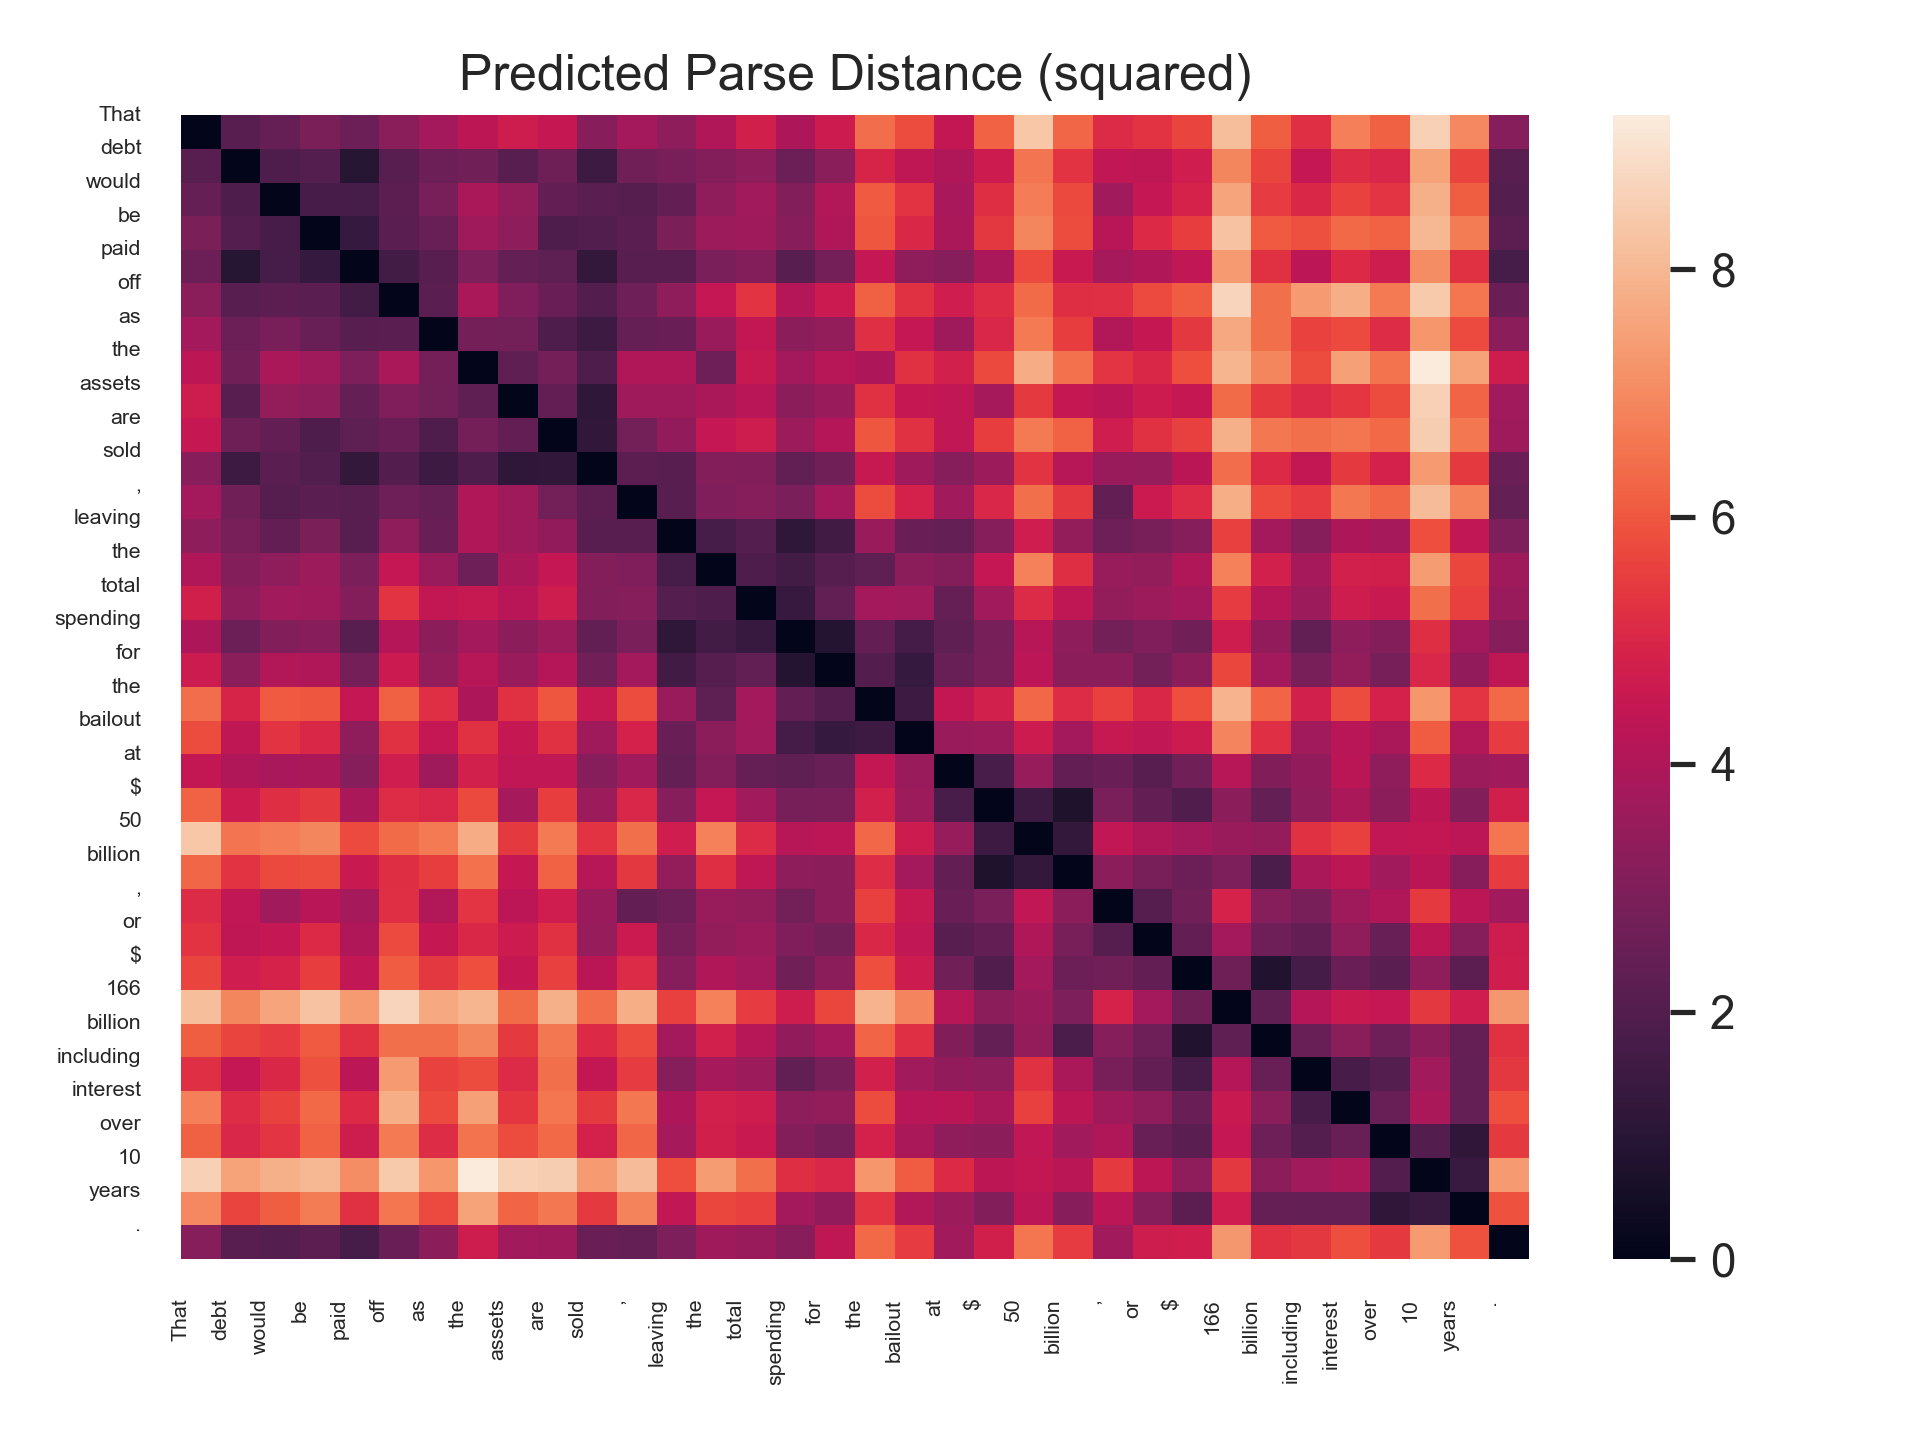 Predicted Parse Distance (squared)
That
debt
would
be
paid
off
as
the
assets
are
sold
,
leaving
the
total
spending
for
the
bailout
at
$
50
billion
,
or
$
166
billion
including
interest
over
10
years
.
8
6
4
2
0
That
debt
would
be
paid
off
as
the
assets
are
sold
,
leaving
the
total
spending
for
the
bailout
at
$
50
billion
,
or
$
166
billion
including
interest
over
10
years
.